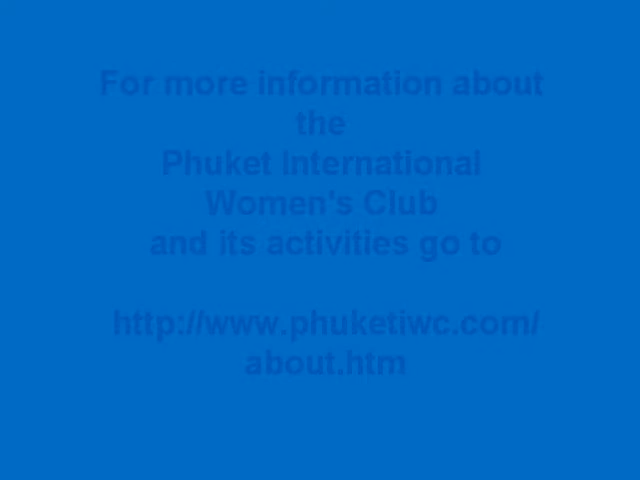 For more information about
the
Phuket International
Women's Club
and its activities go to
http://www.phuketiwc.com/
about.htm